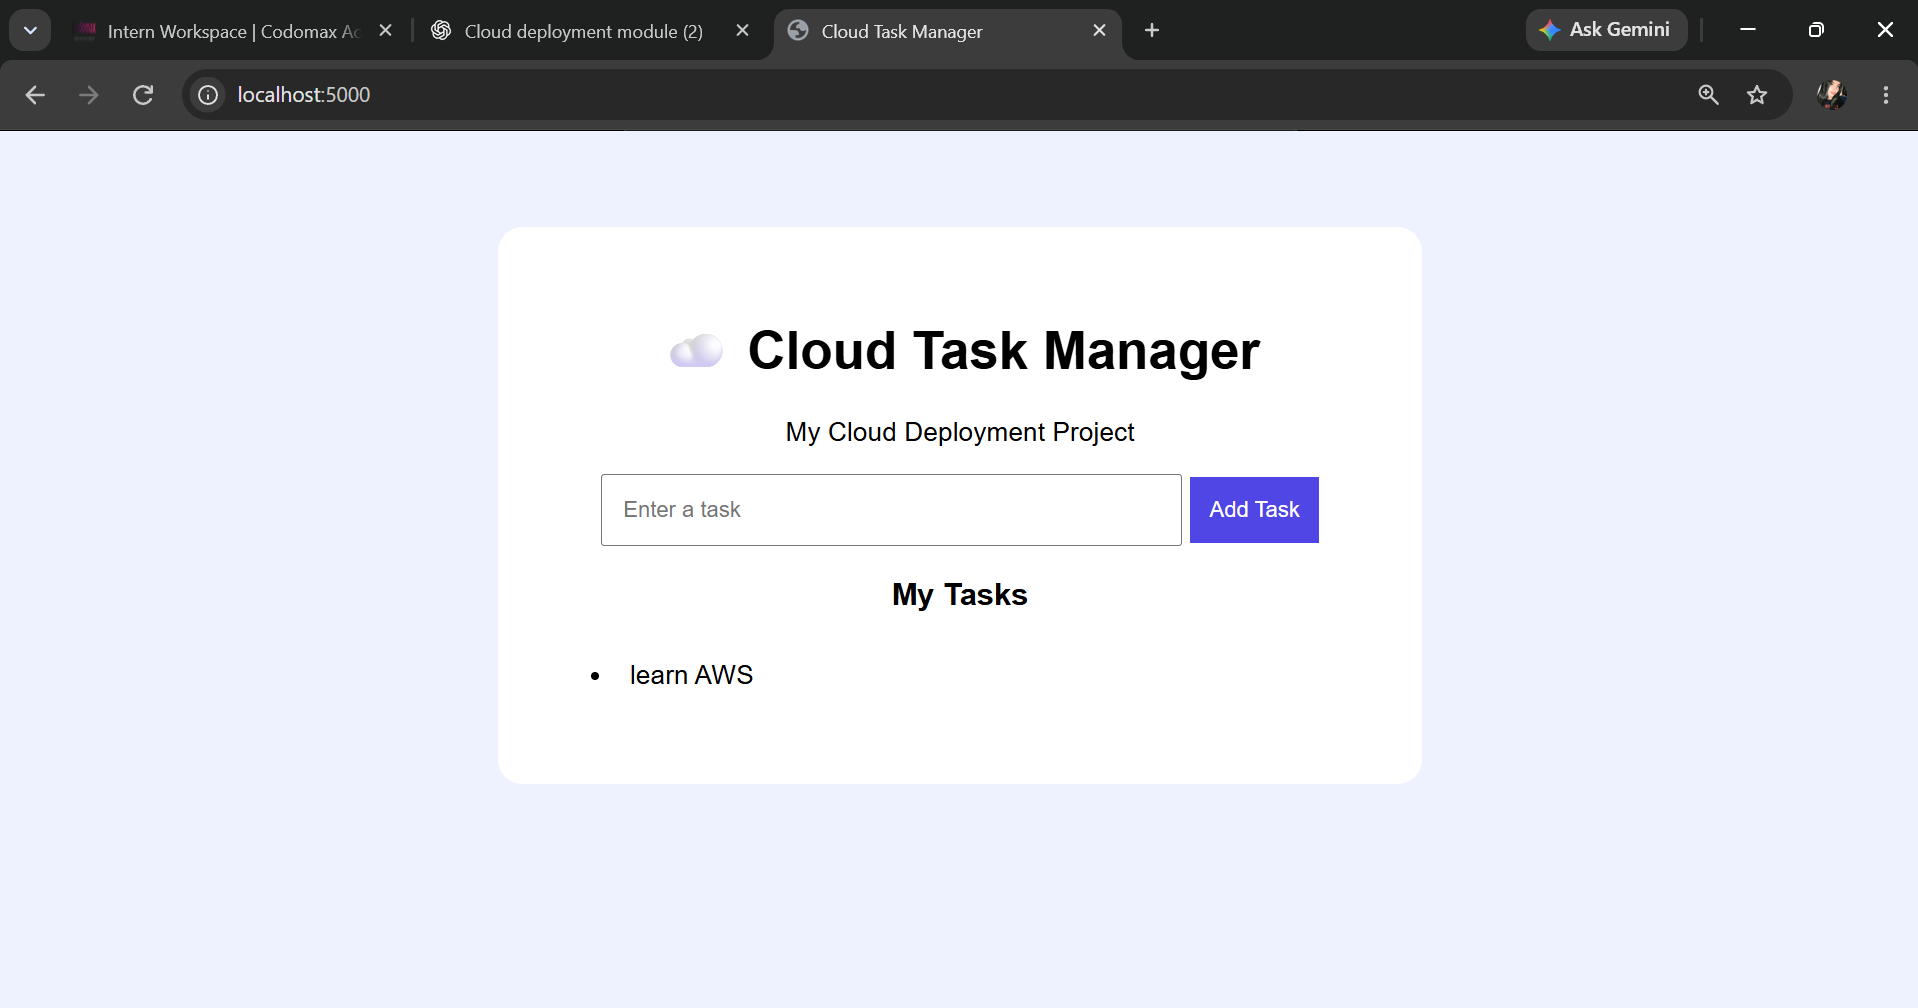 Intern Workspace | Codomax Ac
Cloud deployment module (2)
Cloud Task Manager
Ask Gemini
localhost:5000
Cloud Task Manager
My Cloud Deployment Project
Enter a task
Add Task
My Tasks
• learn AWS